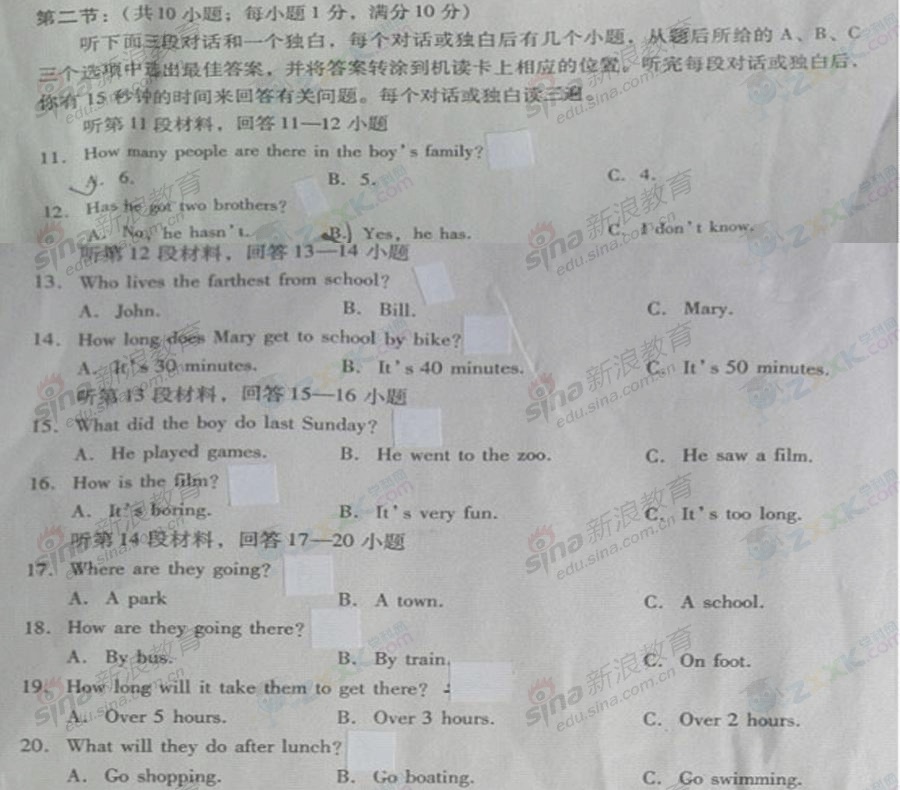 第二节：（共10小题；每小题1分，满分10分）
听下面三段对话和一个独白，每个对话或独白后有几个小题，从题后所给的A、B、C
三个选项中选出最佳答案，并将答案转涂到机读卡上相应的位置。听完每段对话或独白后，
你有15秒钟的时间来回答有关问题。每个对话或独白读三遍。
听第11段材料，回答11—12小题
11. How many people are there in the boy's family?
A. 6. B. 5. C. 4.
12. Has he got two brothers?
A. No, he hasn't. B. Yes, he has. C. I don't know.
听第12段材料，回答13—14小题
13. Who lives the farthest from school?
A. John. B. Bill. C. Mary.
14. How long does Mary get to school by bike?
A. It's 30 minutes. B. It's 40 minutes. C. It's 50 minutes.
听第13段材料，回答15—16小题
15. What did the boy do last Sunday?
A. He played games. B. He went to the zoo. C. He saw a film.
16. How is the film?
A. It's boring. B. It's very fun. C. It's too long.
听第14段材料，回答17—20小题
17. Where are they going?
A. A park B. A town. C. A school.
18. How are they going there?
A. By bus. B. By train. C. On foot.
19. How long will it take them to get there?
A. Over 5 hours. B. Over 3 hours. C. Over 2 hours.
20. What will they do after lunch?
A. Go shopping. B. Go boating. C. Go swimming.
sina新浪教育
edu.sina.com.cn